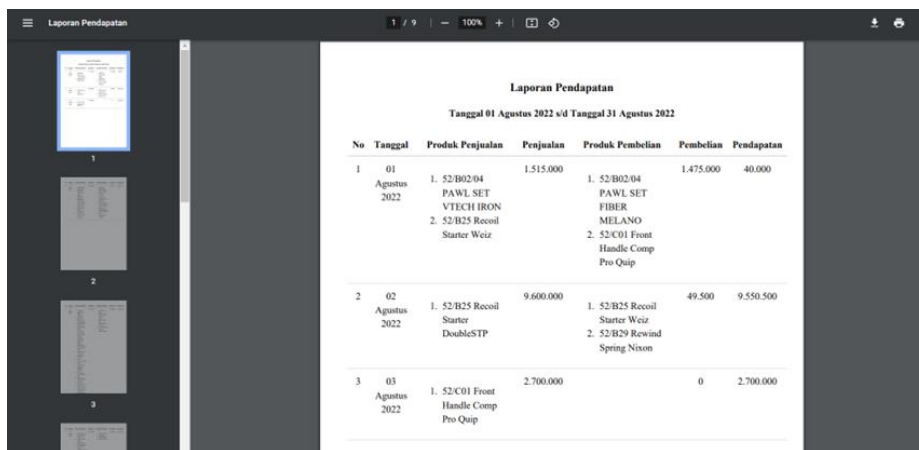 Laporan Pendapatan
1 / 9
100%
Laporan Pendapatan
Tanggal 01 Agustus 2022 s/d Tanggal 31 Agustus 2022
No Tanggal Produk Penjualan Penjualan Produk Pembelian Pembelian Pendapatan
1 01 1.515.000 1.475.000 40.000
Agustus 1. 52/B02/04 1. 52/B02/04
2022 PAWL SET PAWL SET
VTECH IRON FIBER
2. 52/B25 Recoil MELANO
Starter Weiz 2. 52/C01 Front
Handle Comp
Pro Quip
2 02 9.600.000 49.500 9.550.500
Agustus 1. 52/B25 Recoil 1. 52/B25 Recoil
2022 Starter Starter Weiz
DoubleSTP 2. 52/B29 Rewind
Spring Nixon
3 03 2.700.000 0 2.700.000
Agustus 1. 52/C01 Front
2022 Handle Comp
Pro Quip
1
2
3